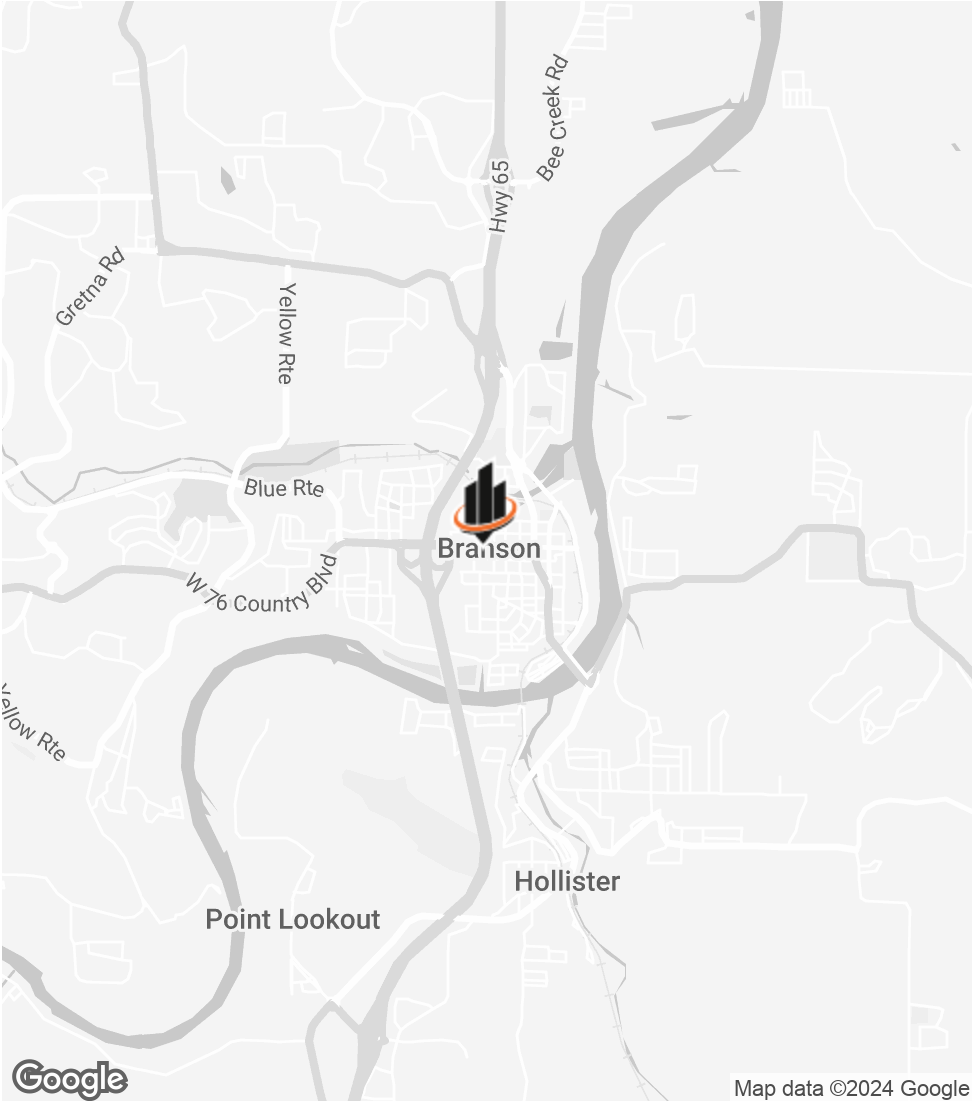 Bee Creek Rd
Hwy 65
Gretna Rd
Yellow Rte
Blue Rte
Branson
W 76 Country Blvd
Yellow Rte
Hollister
Point Lookout
Google
Map data ©2024 Google